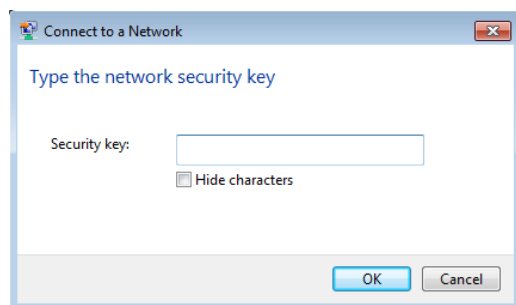 Connect to a Network
Type the network security key
Security key:
Hide characters
OK Cancel